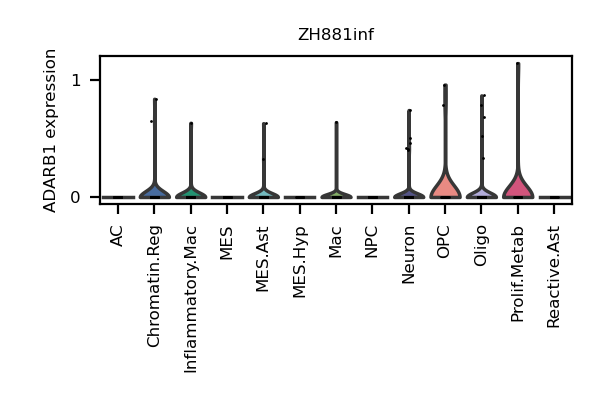 ZH881inf
ADARB1 expression
1
0
AC
Chromatin.Reg
Inflammatory.Mac
MES
MES.Ast
MES.Hyp
Mac
NPC
Neuron
OPC
Oligo
Prolif.Metab
Reactive.Ast